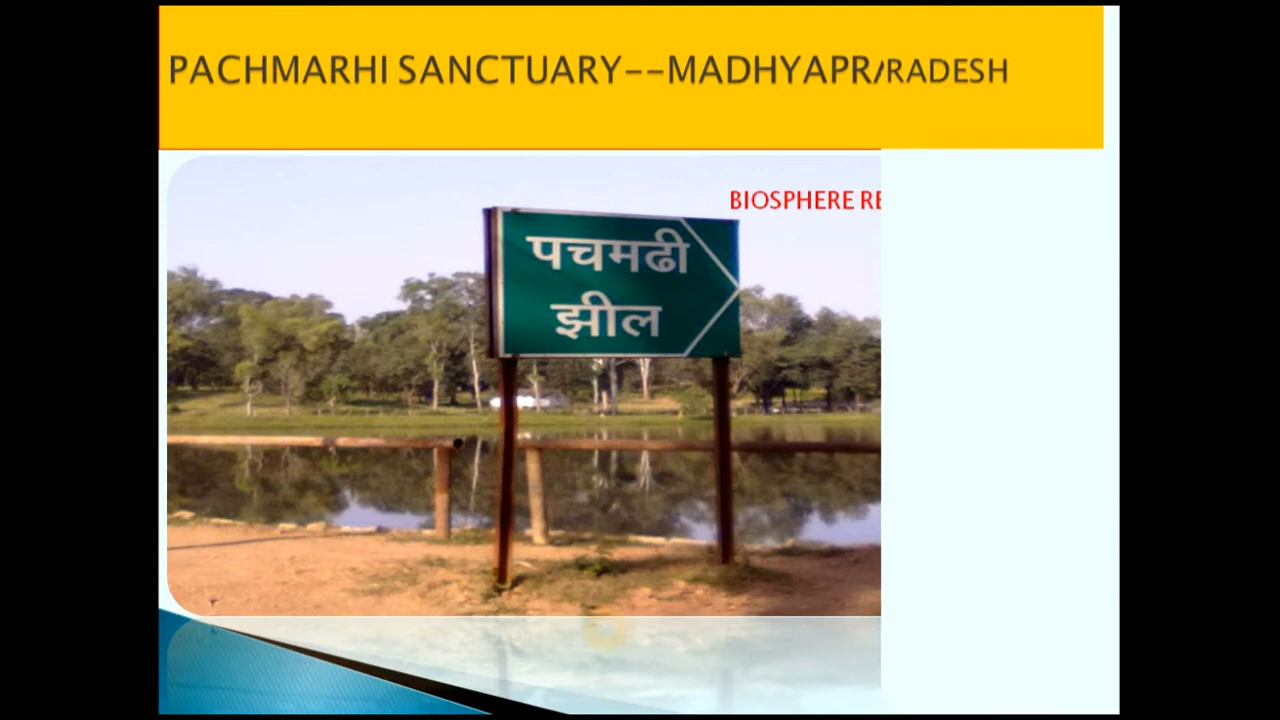 PACHMARHI SANCTUARY--MADHYAPR/RADESH
BIOSPHERE RE
पचमढी
झील